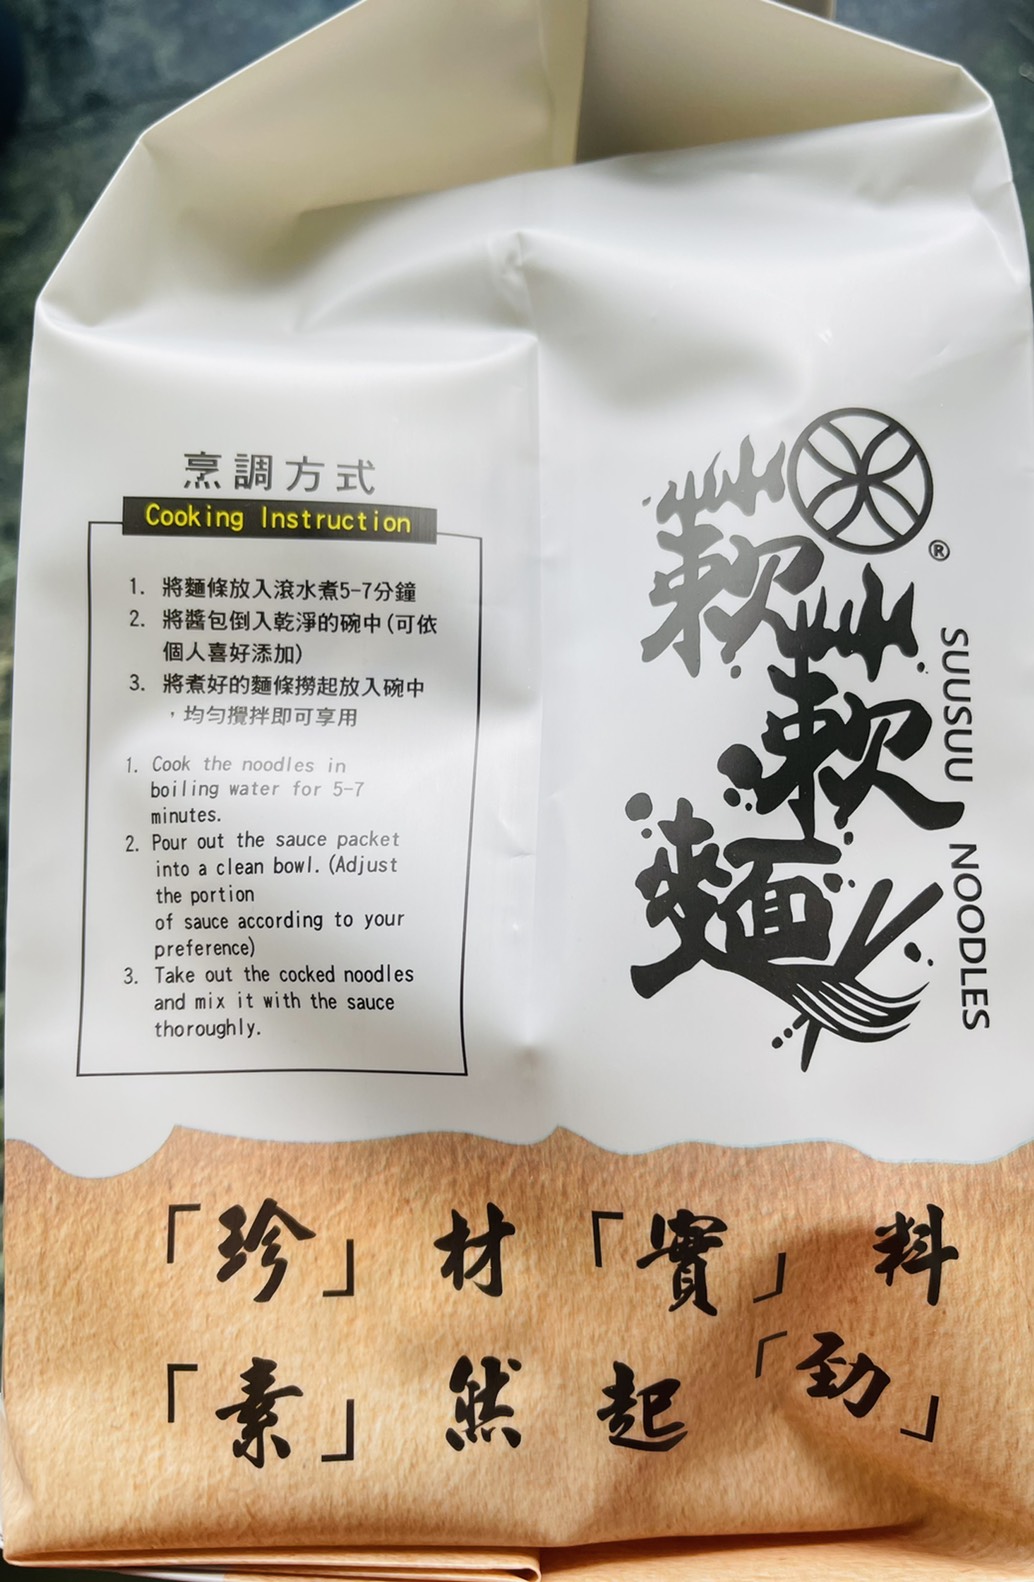 烹調方式
Cooking Instruction
1. 將麵條放入滾水煮5-7分鐘
2. 將醬包倒入乾淨的碗中(可依
個人喜好添加)
3. 將煮好的麵條撈起放入碗中
，均勻攪拌即可享用
1. Cook the noodles in
boiling water for 5-7
minutes.
2. Pour out the sauce packet
into a clean bowl. (Adjust
the portion
of sauce according to your
preference)
3. Take out the cocked noodles
and mix it with the sauce
thoroughly.
®
蔌蔌麵
SUUSUU NOODLES
「珍」材「實」料
「素」然起「勁」